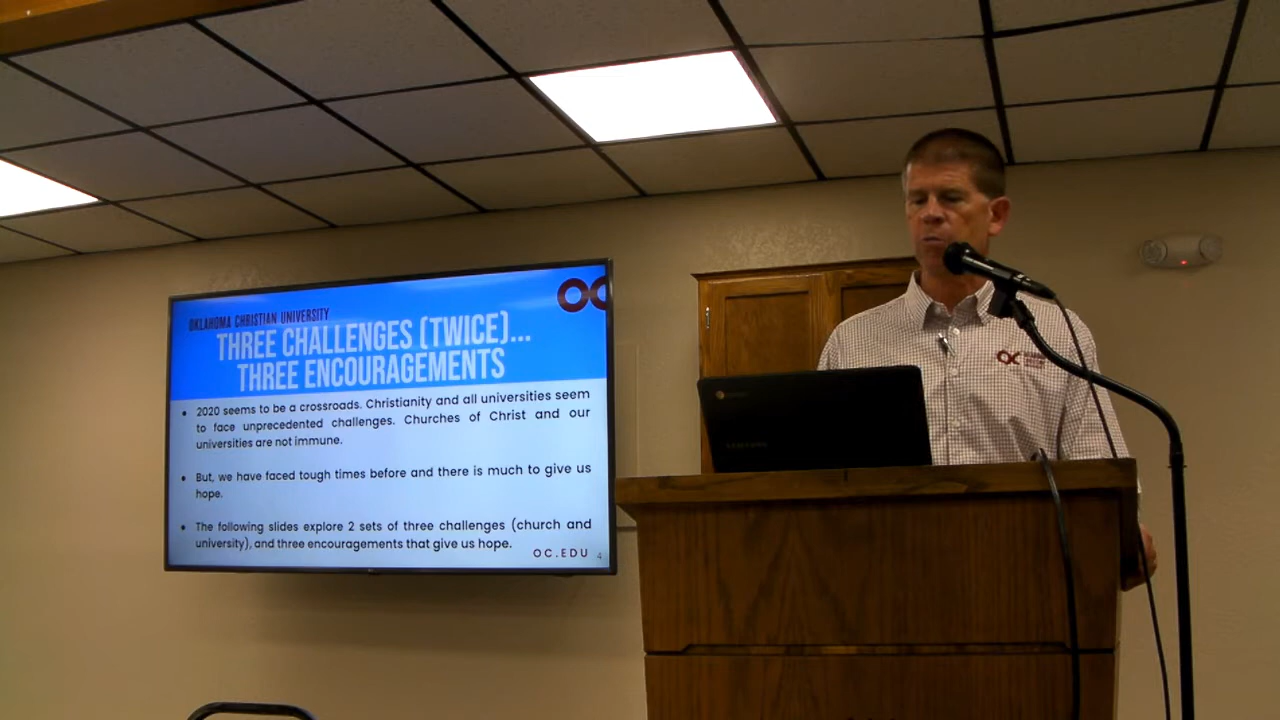 OKLAHOMA CHRISTIAN UNIVERSITY
OC
THREE CHALLENGES (TWICE)...
THREE ENCOURAGEMENTS
• 2020 seems to be a crossroads. Christianity and all universities seem
to face unprecedented challenges. Churches of Christ and our
universities are not immune.
• But, we have faced tough times before and there is much to give us
hope.
• The following slides explore 2 sets of three challenges (church and
university), and three encouragements that give us hope.
OC.EDU 4
SAMSUNG
OC